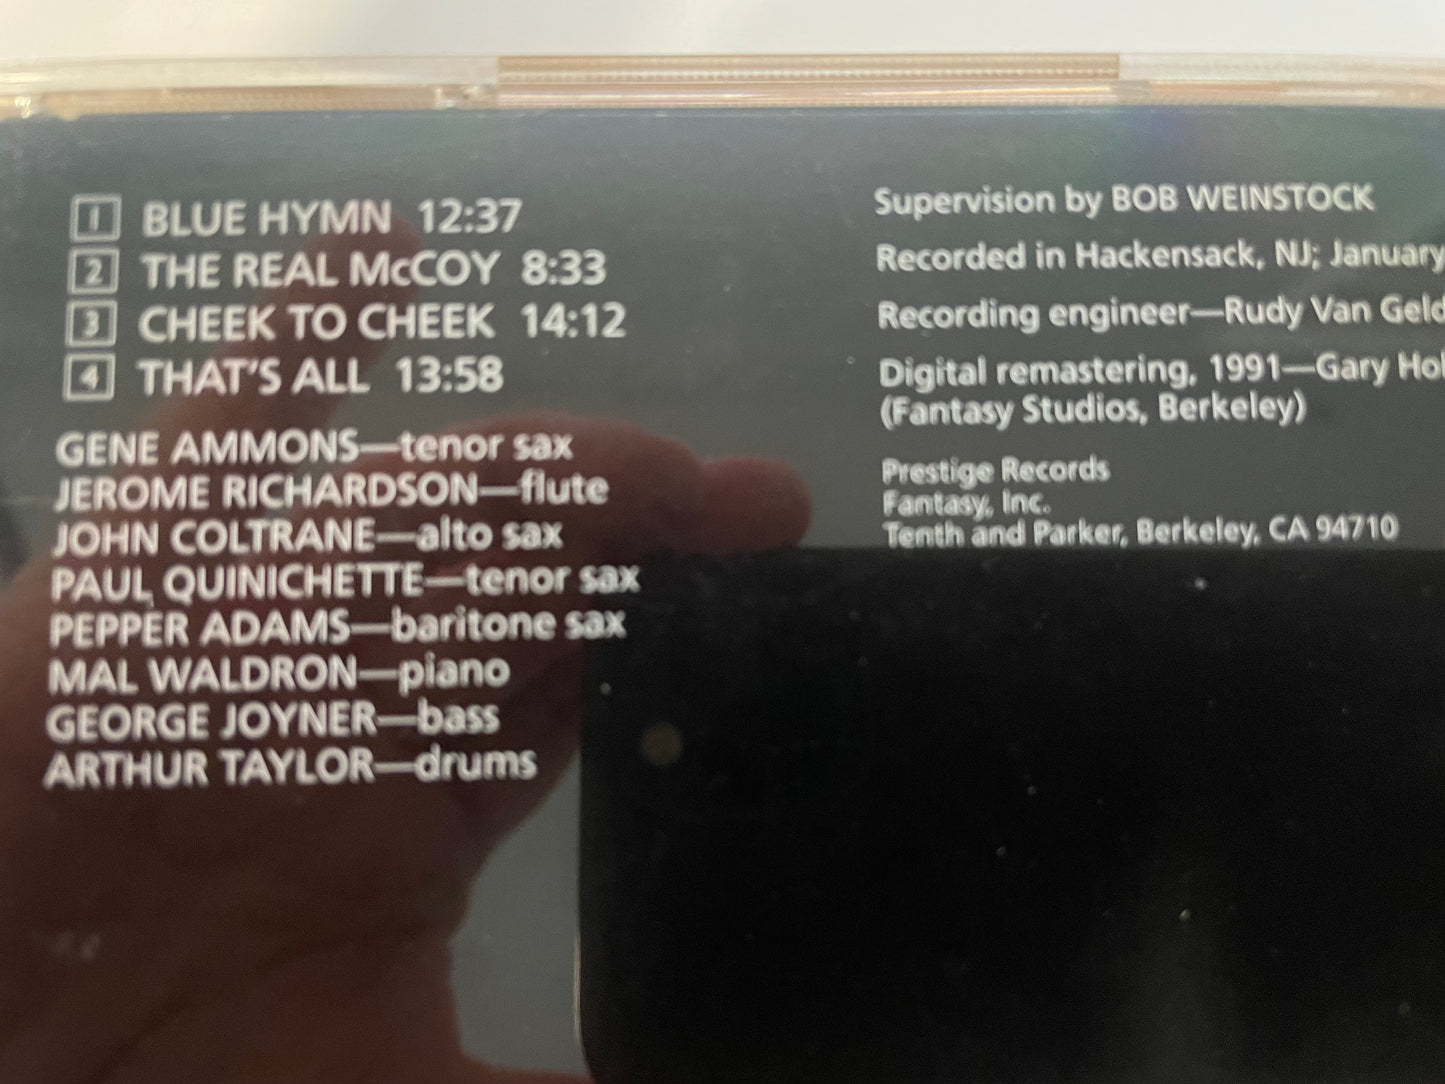 1 BLUE HYMN 12:37
2 THE REAL McCOY 8:33
3 CHEEK TO CHEEK 14:12
4 THAT'S ALL 13:58
GENE AMMONS—tenor sax
JEROME RICHARDSON—flute
JOHN COLTRANE—alto sax
PAUL QUINICHETTE—tenor sax
PEPPER ADAMS—baritone sax
MAL WALDRON—piano
GEORGE JOYNER—bass
ARTHUR TAYLOR—drums
Supervision by BOB WEINSTOCK
Recorded in Hackensack, NJ; January
Recording engineer—Rudy Van Geld
Digital remastering, 1991—Gary Ho
(Fantasy Studios, Berkeley)
Prestige Records
Fantasy, Inc.
Tenth and Parker, Berkeley, CA 94710